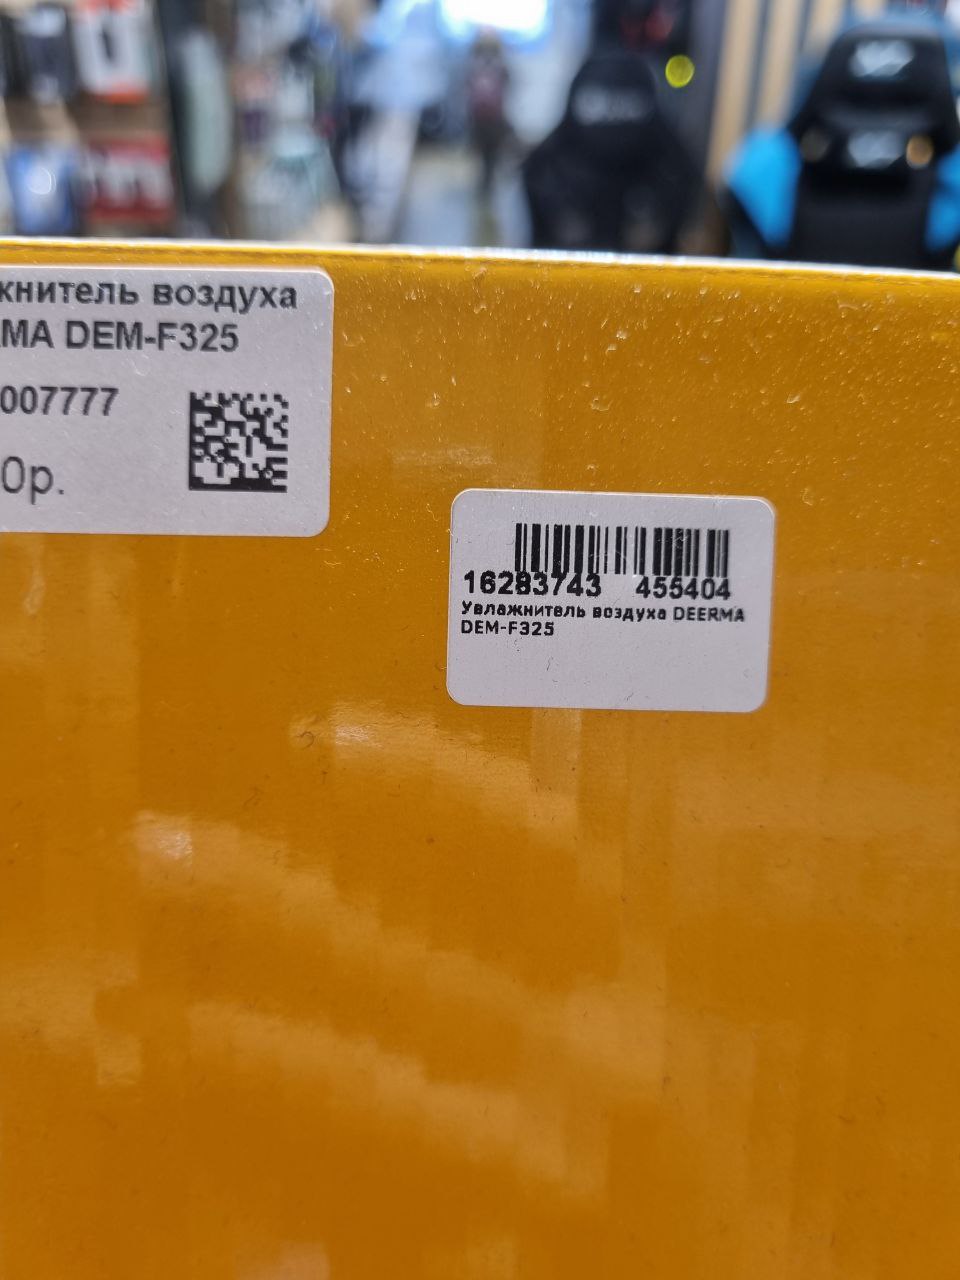 жнитель воздуха
MA DEM-F325
007777
0р.
16283743 455404
Увлажнитель воздуха DEERMA
DEM-F325